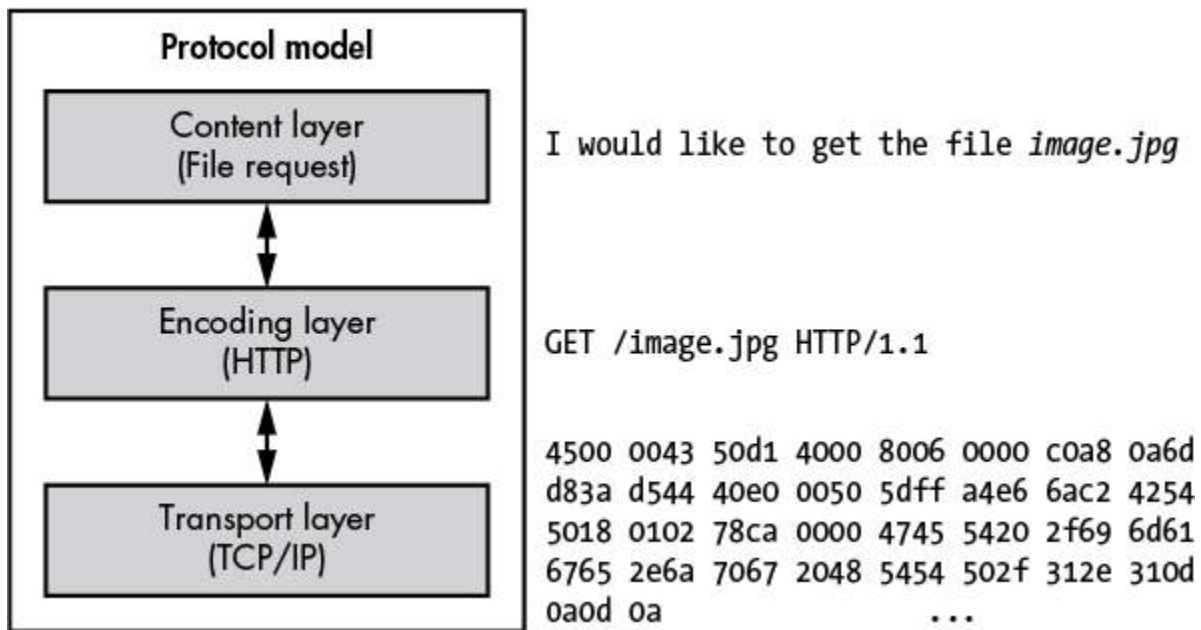 Protocol model
Content layer
(File request)
I would like to get the file image.jpg
Encoding layer
(HTTP)
GET /image.jpg HTTP/1.1
Transport layer
(TCP/IP)
4500 0043 50d1 4000 8006 0000 c0a8 0a6d
d83a d544 40e0 0050 5dff a4e6 6ac2 4254
5018 0102 78ca 0000 4745 5420 2f69 6d61
6765 2e6a 7067 2048 5454 502f 312e 310d
0a0d 0a ...